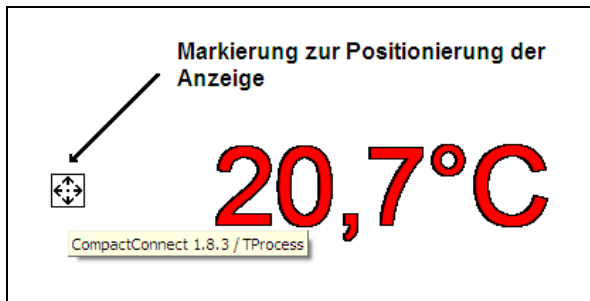 Markierung zur Positionierung der
Anzeige
20,7°C
CompactConnect 1.8.3 / TProcess